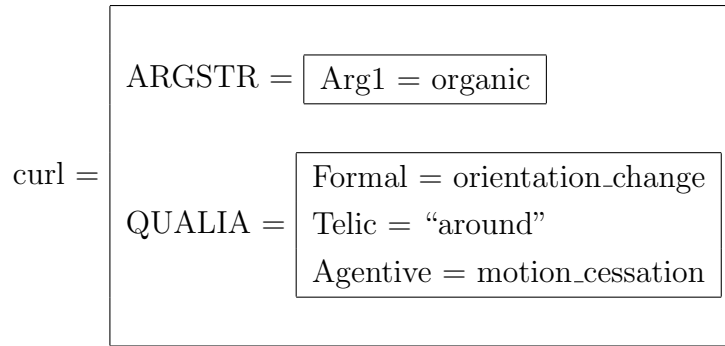 curl =
ARGSTR = Arg1 = organic
QUALIA =
Formal = orientation_change
Telic = “around”
Agentive = motion_cessation